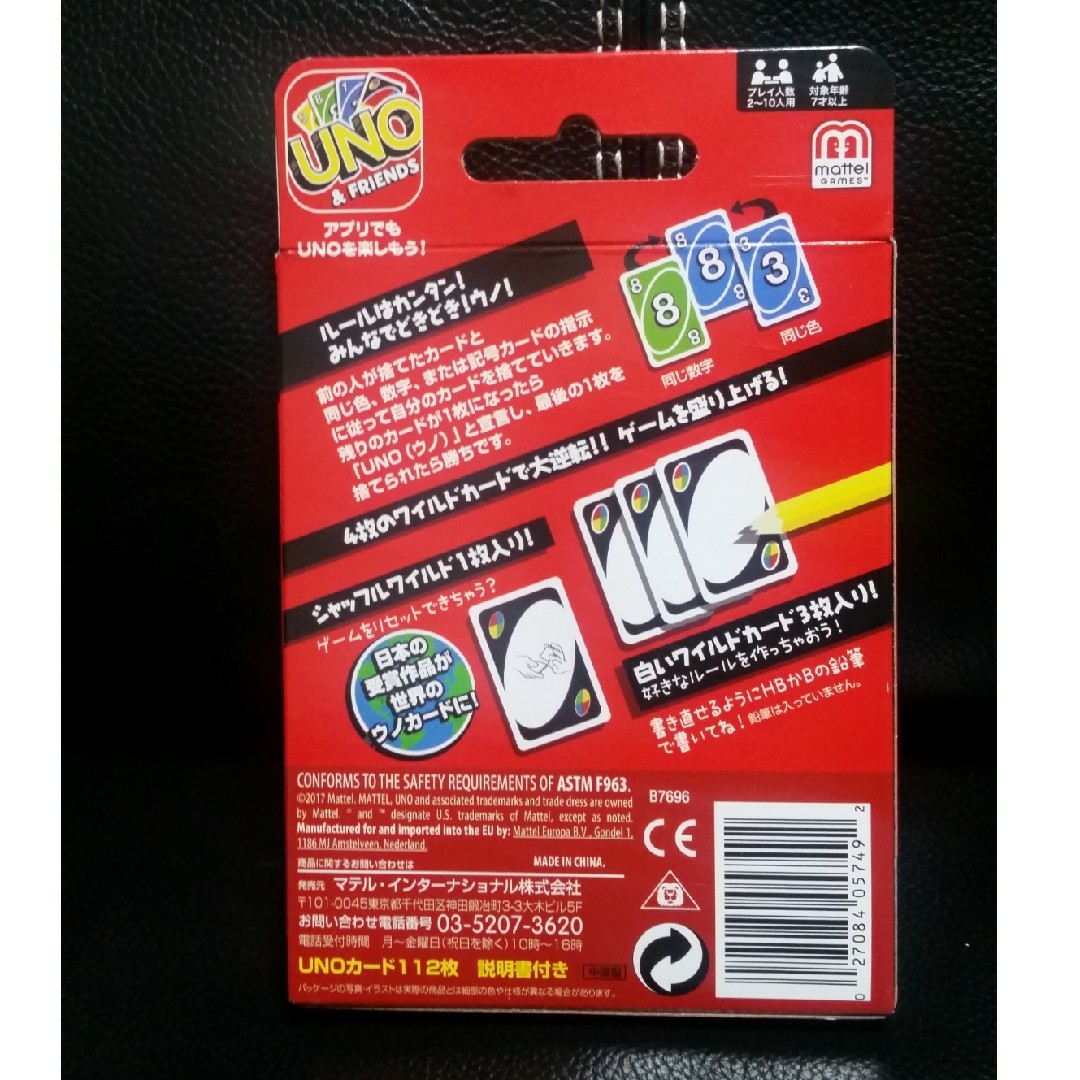 UNO
& FRIENDS
アプリでも
UNOを楽しもう!
プレイ人数
2〜10人用
対象年齢
7才以上
mattel
GAMES™
ルールはカンタン!
みんなでどきどき!ウノ!
前の人が捨てたカードと
同じ色、数字、または記号カードの指示
に従って自分のカードを捨てていきます。
残りのカードが1枚になったら
「UNO(ウノ)」と宣言し、最後の1枚を
捨てられたら勝ちです。
8
8
8
8
8
8
3
3
3
同じ数字
同じ色
4枚のワイルドカードで大逆転!! ゲームを盛り上げる!
シャッフルワイルド1枚入り!
ゲームをリセットできちゃう?
日本の
受賞作品が
世界の
ウノカードに!
白いワイルドカード3枚入り!
好きなルールを作っちゃおう!
書き直せるようにHBかBの鉛筆
で書いてね!鉛筆は入っていません。
CONFORMS TO THE SAFETY REQUIREMENTS OF ASTM F963.
©2017 Mattel. MATTEL, UNO and associated trademarks and trade dress are owned
by Mattel. ® and ™ designate U.S. trademarks of Mattel, except as noted.
Manufactured for and imported into the EU by: Mattel Europa B.V., Gondel 1,
1186 MJ Amstelveen, Nederland.
商品に関するお問い合わせは
MADE IN CHINA.
発売元 マテル・インターナショナル株式会社
〒101-0045東京都千代田区神田鍛冶町3-3大木ビル5F
お問い合わせ電話番号 03-5207-3620
電話受付時間 月〜金曜日(祝日を除く)10時〜16時
UNOカード112枚 説明書付き 中国製
パッケージの写真・イラストは実際の商品とは細部の色や仕様が異なる場合があります。
B7696
CE
0 27084 05749 2